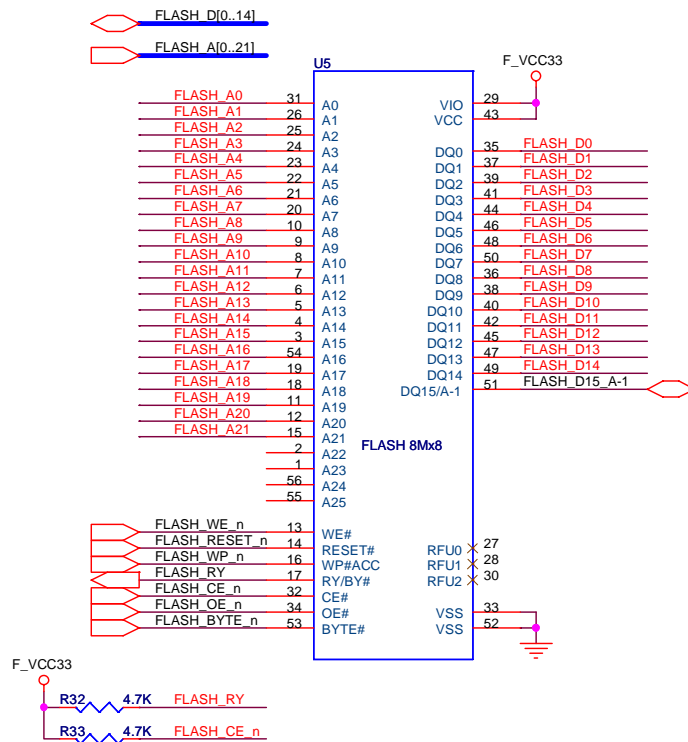 FLASH_D[0..14]
FLASH_A[0..21]
U5
F_VCC33
FLASH_A0 31 A0 VIO 29
FLASH_A1 26 A1 VCC 43
FLASH_A2 25 A2
FLASH_A3 24 A3 DQ0 35 FLASH_D0
FLASH_A4 23 A4 DQ1 37 FLASH_D1
FLASH_A5 22 A5 DQ2 39 FLASH_D2
FLASH_A6 21 A6 DQ3 41 FLASH_D3
FLASH_A7 20 A7 DQ4 44 FLASH_D4
FLASH_A8 10 A8 DQ5 46 FLASH_D5
FLASH_A9 9 A9 DQ6 48 FLASH_D6
FLASH_A10 8 A10 DQ7 50 FLASH_D7
FLASH_A11 7 A11 DQ8 36 FLASH_D8
FLASH_A12 6 A12 DQ9 38 FLASH_D9
FLASH_A13 5 A13 DQ10 40 FLASH_D10
FLASH_A14 4 A14 DQ11 42 FLASH_D11
FLASH_A15 3 A15 DQ12 45 FLASH_D12
FLASH_A16 54 A16 DQ13 47 FLASH_D13
FLASH_A17 19 A17 DQ14 49 FLASH_D14
FLASH_A18 18 A18 DQ15/A-1 51 FLASH_D15_A-1
FLASH_A19 11 A19
FLASH_A20 12 A20
FLASH_A21 15 A21
2 A22 FLASH 8Mx8
1 A23
56 A24
55 A25
FLASH_WE_n 13 WE#
FLASH_RESET_n 14 RESET# RFU0 27
FLASH_WP_n 16 WP#ACC RFU1 28
FLASH_RY 17 RY/BY# RFU2 30
FLASH_CE_n 32 CE#
FLASH_OE_n 34 OE# VSS 33
FLASH_BYTE_n 53 BYTE# VSS 52
F_VCC33
R32 4.7K FLASH_RY
R33 4.7K FLASH_CE_n